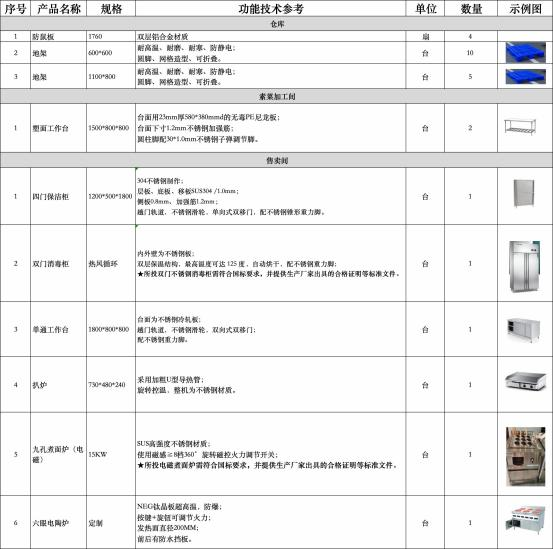 序号 产品名称 规格 功能技术参考 单位 数量 示例图
仓库
1 防鼠板 1760 双层铝合金材质 扇 4
2 地架 600*600 耐高温、耐磨、耐寒、防静电; 台 10
圆脚、网格造型、可折叠。
3 地架 1100*800 耐高温、耐磨、耐寒、防静电; 台 5
圆脚、网格造型、可折叠。
素菜加工间
1 塑面工作台 1500*800*800 台面用23mm厚580*380mmd的无毒PE尼龙板; 台 2
台面下寸1.2mm不锈钢加强筋;
圆柱脚配30*1.0mm不锈钢子弹调节脚。
售卖间
1 四门保洁柜 1200*500*1800 304不锈钢制作; 台 1
层板、底板、移板SUS304 /1.0mm;
侧板0.8mm、加强筋1.2mm;
趟门轨道、不锈钢滑轮、单向式双移门、配不锈钢锥形重力脚。
2 双门消毒柜 热风循环 内外壁为不锈钢板; 台 1
双层保温结构、最高温度可达 125 度、自动烘干、配不锈钢重力脚;
★所投双门不锈钢消毒柜需符合国标要求,并提供生产厂家出具的合格证明等标准文件。
3 单通工作台 1800*800*800 台面为不锈钢冷轧板; 台 1
趟门轨道、不锈钢滑轮、双向式双移门;
配不锈钢重力脚。
4 扒炉 730*480*240 采用加粗U型导热管; 台 1
旋转控温、整机为不锈钢材质。
5 九孔煮面炉(电磁) 15KW SUS高强度不锈钢材质; 台 1
使用磁感≧8档360°旋转磁控火力调节开关;
★所投电磁煮面炉需符合国标要求,并提供生产厂家出具的合格证明等标准文件。
6 六眼电陶炉 定制 NEG钛晶板超高温、防爆; 台 1
按键+旋钮可调节火力;
发热面直径200MM;
前后有防水挡板。